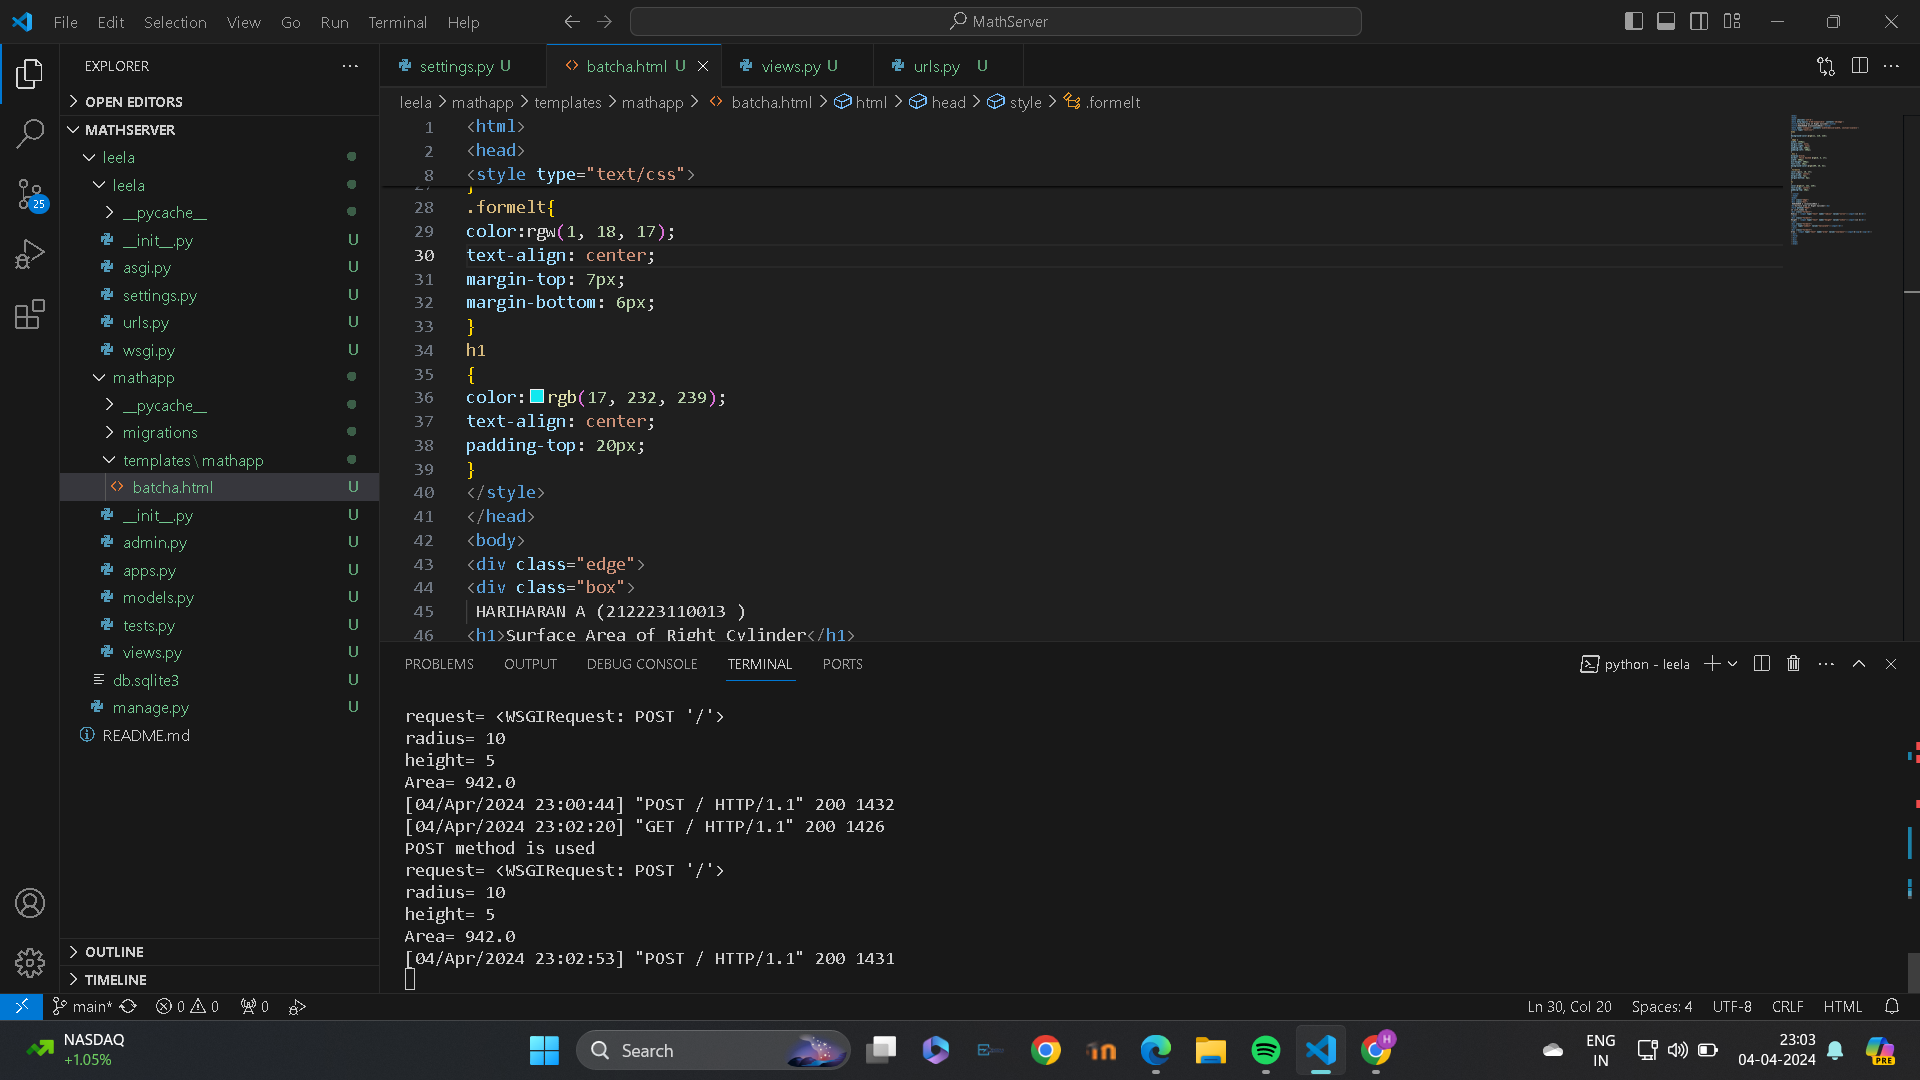 File Edit Selection View Go Run Terminal Help
MathServer
EXPLORER
OPEN EDITORS
MATHSERVER
leela
leela
__pycache__
__init__.py U
asgi.py U
settings.py U
urls.py U
wsgi.py U
mathapp
__pycache__
migrations
templates\mathapp
batcha.html U
__init__.py U
admin.py U
apps.py U
models.py U
tests.py U
views.py U
db.sqlite3 U
manage.py U
README.md
OUTLINE
TIMELINE
25
settings.py U batcha.html U views.py U urls.py U
leela > mathapp > templates > mathapp > batcha.html > html > head > style > .formelt
1 <html>
2 <head>
8 <style type="text/css">
27 }
28 .formelt{
29 color:rgw(1, 18, 17);
30 text-align: center;
31 margin-top: 7px;
32 margin-bottom: 6px;
33 }
34 h1
35 {
36 color:rgb(17, 232, 239);
37 text-align: center;
38 padding-top: 20px;
39 }
40 </style>
41 </head>
42 <body>
43 <div class="edge">
44 <div class="box">
45 HARIHARAN A (212223110013 )
46 <h1>Surface Area of Right Cylinder</h1>
PROBLEMS OUTPUT DEBUG CONSOLE TERMINAL PORTS
python - leela
request= <WSGIRequest: POST '/'>
radius= 10
height= 5
Area= 942.0
[04/Apr/2024 23:00:44] "POST / HTTP/1.1" 200 1432
[04/Apr/2024 23:02:20] "GET / HTTP/1.1" 200 1426
POST method is used
request= <WSGIRequest: POST '/'>
radius= 10
height= 5
Area= 942.0
[04/Apr/2024 23:02:53] "POST / HTTP/1.1" 200 1431
main* 0 0 0
Ln 30, Col 20 Spaces: 4 UTF-8 CRLF HTML
NASDAQ
+1.05%
Search
H
ENG
IN
23:03
04-04-2024
PRE